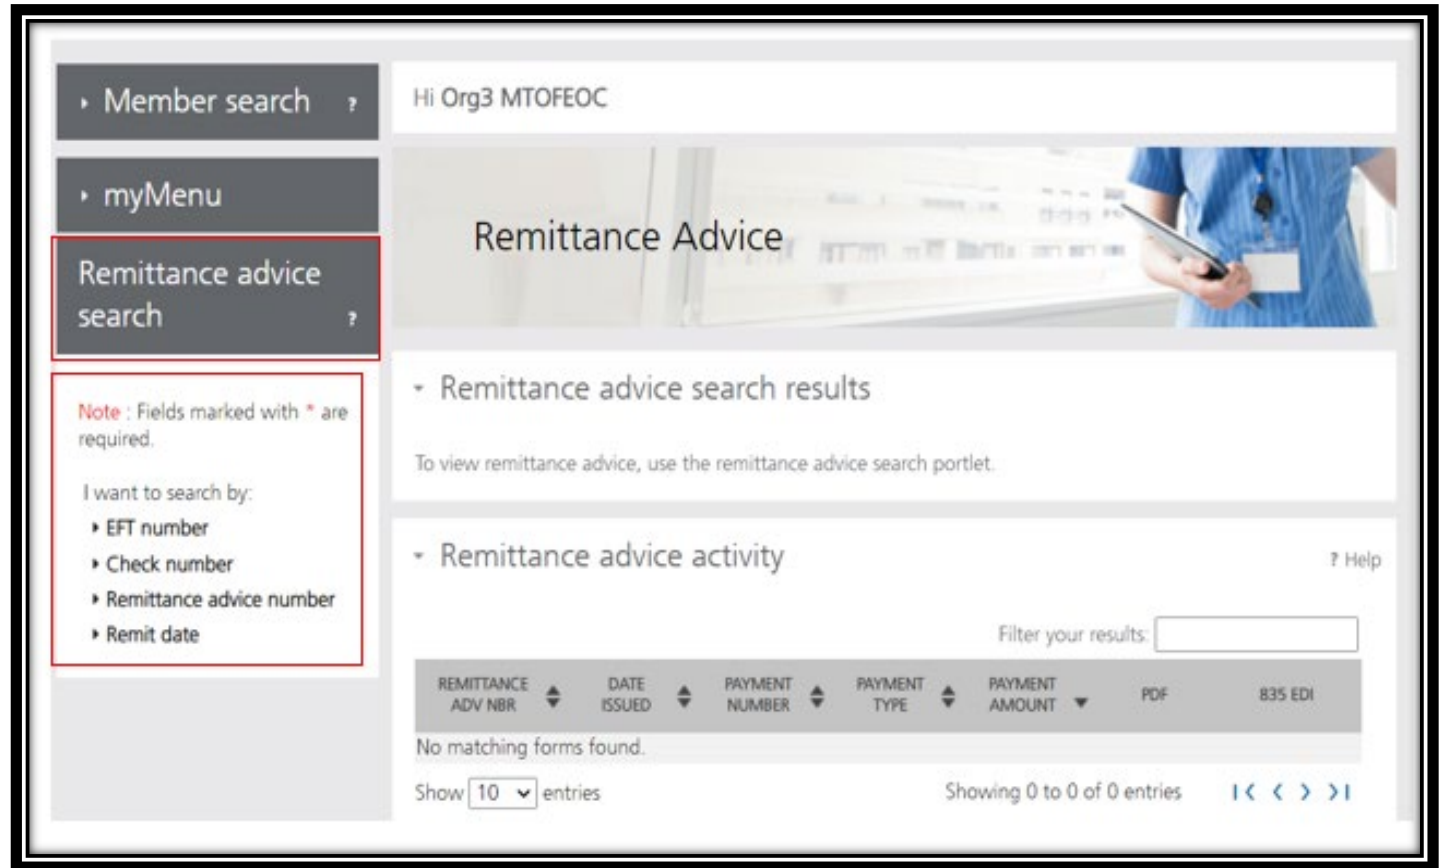 Member search ?
myMenu
Remittance advice
search ?
Note : Fields marked with * are
required.
I want to search by:
EFT number
Check number
Remittance advice number
Remit date
Hi Org3 MTOFEOC
Remittance Advice
Remittance advice search results
To view remittance advice, use the remittance advice search portlet.
Remittance advice activity
? Help
Filter your results:
REMITTANCE ADV NBR DATE ISSUED PAYMENT NUMBER PAYMENT TYPE PAYMENT AMOUNT PDF 835 EDI
No matching forms found.
Show 10 entries Showing 0 to 0 of 0 entries